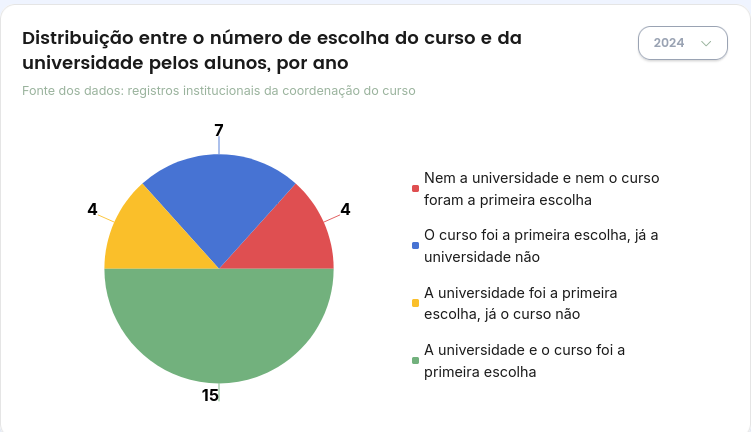 Distribuição entre o número de escolha do curso e da
universidade pelos alunos, por ano
2024
Fonte dos dados: registros institucionais da coordenação do curso
7
4
4
15
Nem a universidade e nem o curso
foram a primeira escolha
O curso foi a primeira escolha, já a
universidade não
A universidade foi a primeira
escolha, já o curso não
A universidade e o curso foi a
primeira escolha